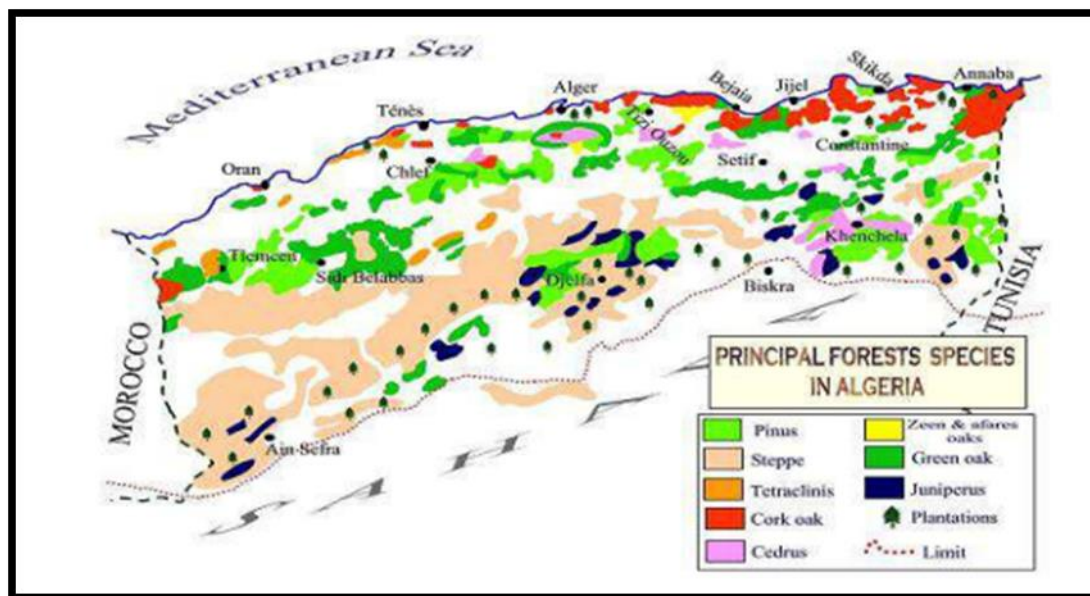 Mediterranean Sea
Annaba
Skikda
Jijel
Bejaia
Alger
Ténès
Tizi Ouzou
Constantine
Setif
Chlef
Oran
Khenchela
Tlemcen
Sidi Belabbas
Djelfa
Biskra
TUNISIA
MOROCCO
Ain-Sefra
SAHARA
PRINCIPAL FORESTS SPECIES
IN ALGERIA
Pinus
Zeen & afares
oaks
Steppe
Green oak
Tetraclinis
Juniperus
Cork oak
Plantations
Cedrus
Limit